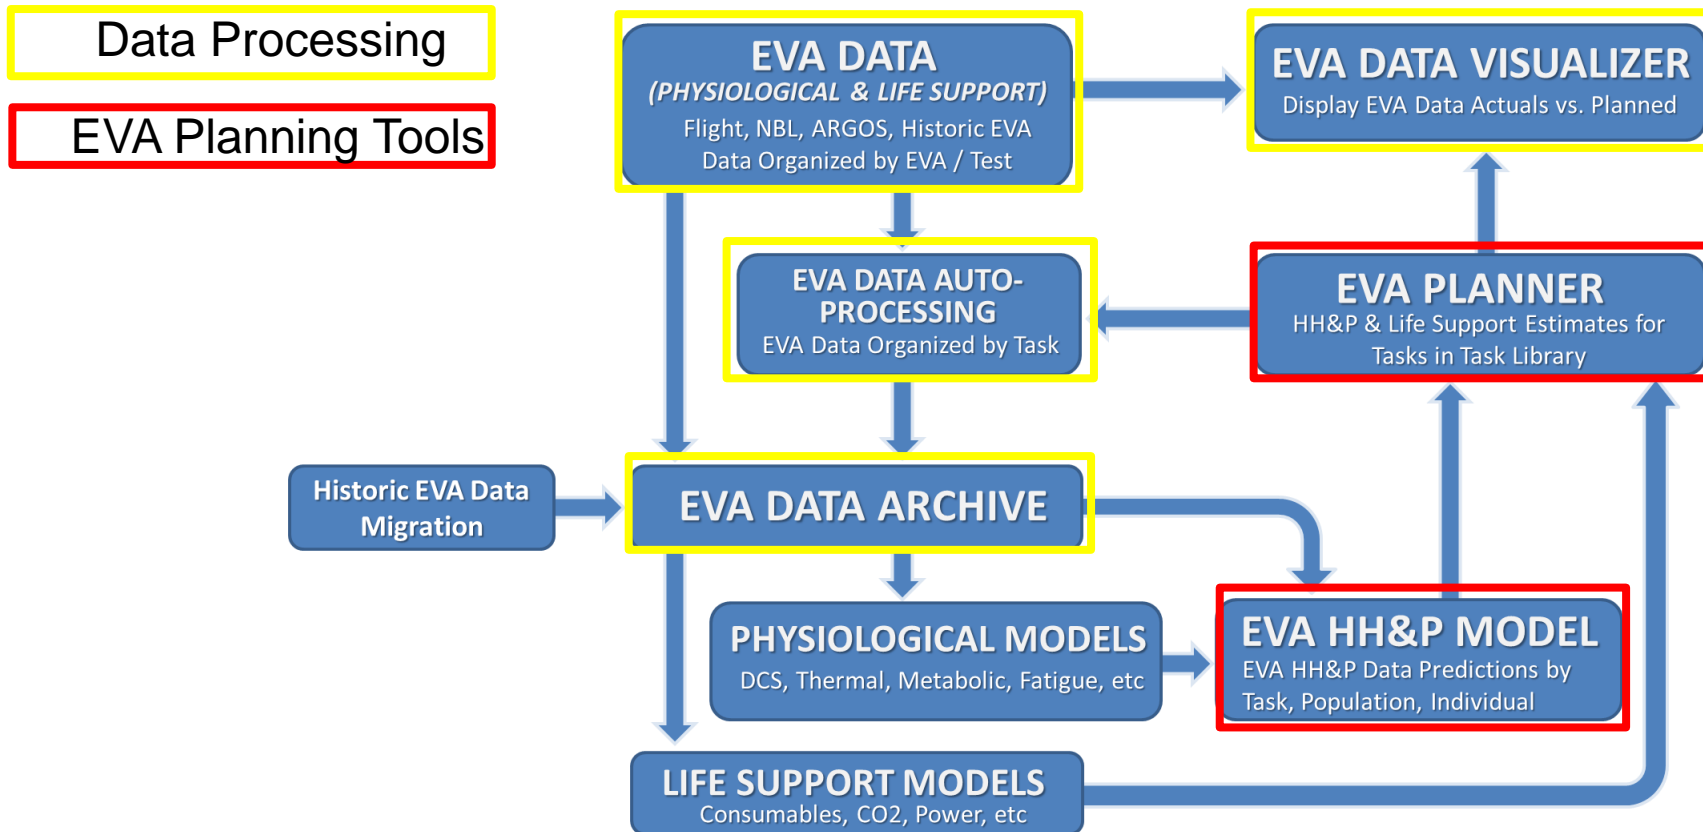 Data Processing
EVA Planning Tools
EVA DATA
(PHYSIOLOGICAL & LIFE SUPPORT)
Flight, NBL, ARGOS, Historic EVA
Data Organized by EVA / Test
EVA DATA VISUALIZER
Display EVA Data Actuals vs. Planned
EVA DATA AUTO-
PROCESSING
EVA Data Organized by Task
EVA PLANNER
HH&P & Life Support Estimates for
Tasks in Task Library
Historic EVA Data
Migration
EVA DATA ARCHIVE
PHYSIOLOGICAL MODELS
DCS, Thermal, Metabolic, Fatigue, etc
EVA HH&P MODEL
EVA HH&P Data Predictions by
Task, Population, Individual
LIFE SUPPORT MODELS
Consumables, CO2, Power, etc